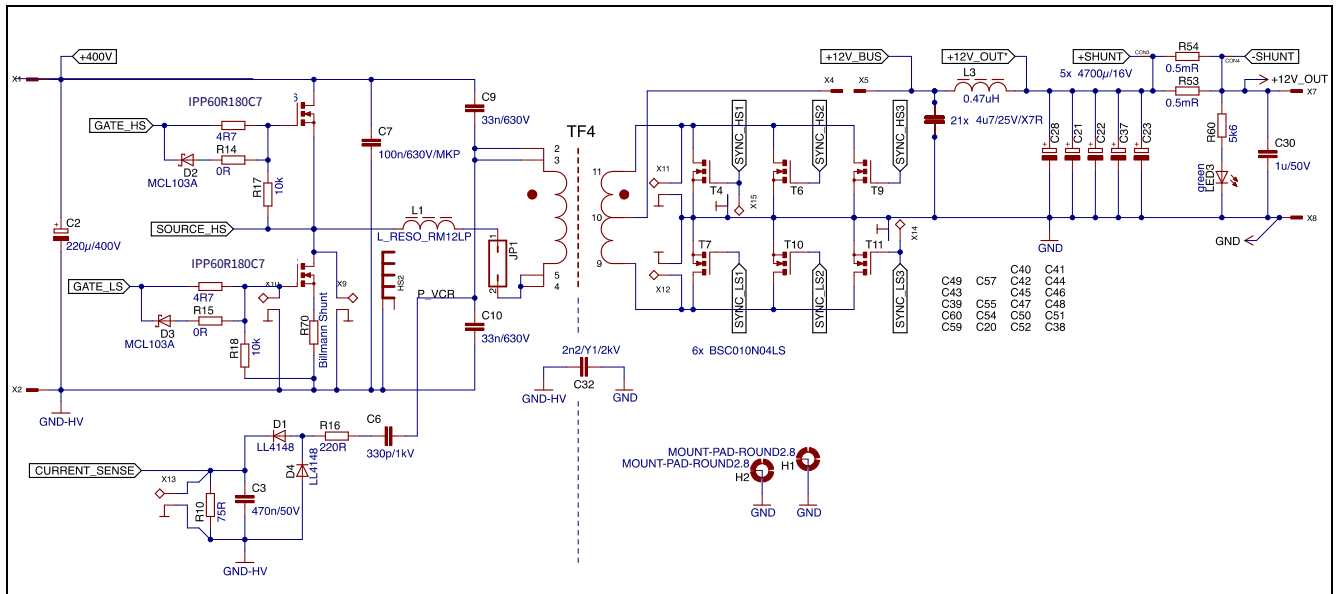 +400V
X1
IPP60R180C7
GATE_HS
4R7
R14
D2
0R
MCL103A
R17
10k
C7
100n/630V/MKP
C9
33n/630V
C2
220µ/400V
SOURCE_HS
L1
L_RESO_RM12LP
IPP60R180C7
GATE_LS
4R7
R15
D3
0R
MCL103A
R18
10k
X9
R70
Billmann Shunt
HS2
P_VCR
JP1
1
2
C10
33n/630V
X2
GND-HV
TF4
2
3
5
4
11
10
9
2n2/Y1/2kV
C32
GND-HV
GND
D1
LL4148
R16
220R
C6
330p/1kV
D4
LL4148
CURRENT_SENSE
X13
R10
75R
C3
470n/50V
GND-HV
+12V_BUS
X4
X5
+12V_OUT*
L3
0.47uH
21x 4u7/25V/X7R
SYNC_HS1
SYNC_HS2
SYNC_HS3
X11
T4
X15
T6
T9
X12
T7
T10
T11
X14
SYNC_LS1
SYNC_LS2
SYNC_LS3
6x BSC010N04LS
+SHUNT
CON3
R54
0.5mR
CON4
-SHUNT
5x 4700µ/16V
R53
0.5mR
+12V_OUT
X7
C28
C21
C22
C37
C23
R60
5k6
green
LED3
C30
1u/50V
GND
GND
X8
C40 C41
C49 C57 C42 C44
C43 C45 C46
C39 C55 C47 C48
C60 C54 C50 C51
C59 C20 C52 C38
MOUNT-PAD-ROUND2.8
MOUNT-PAD-ROUND2.8
H1
H2
GND
GND